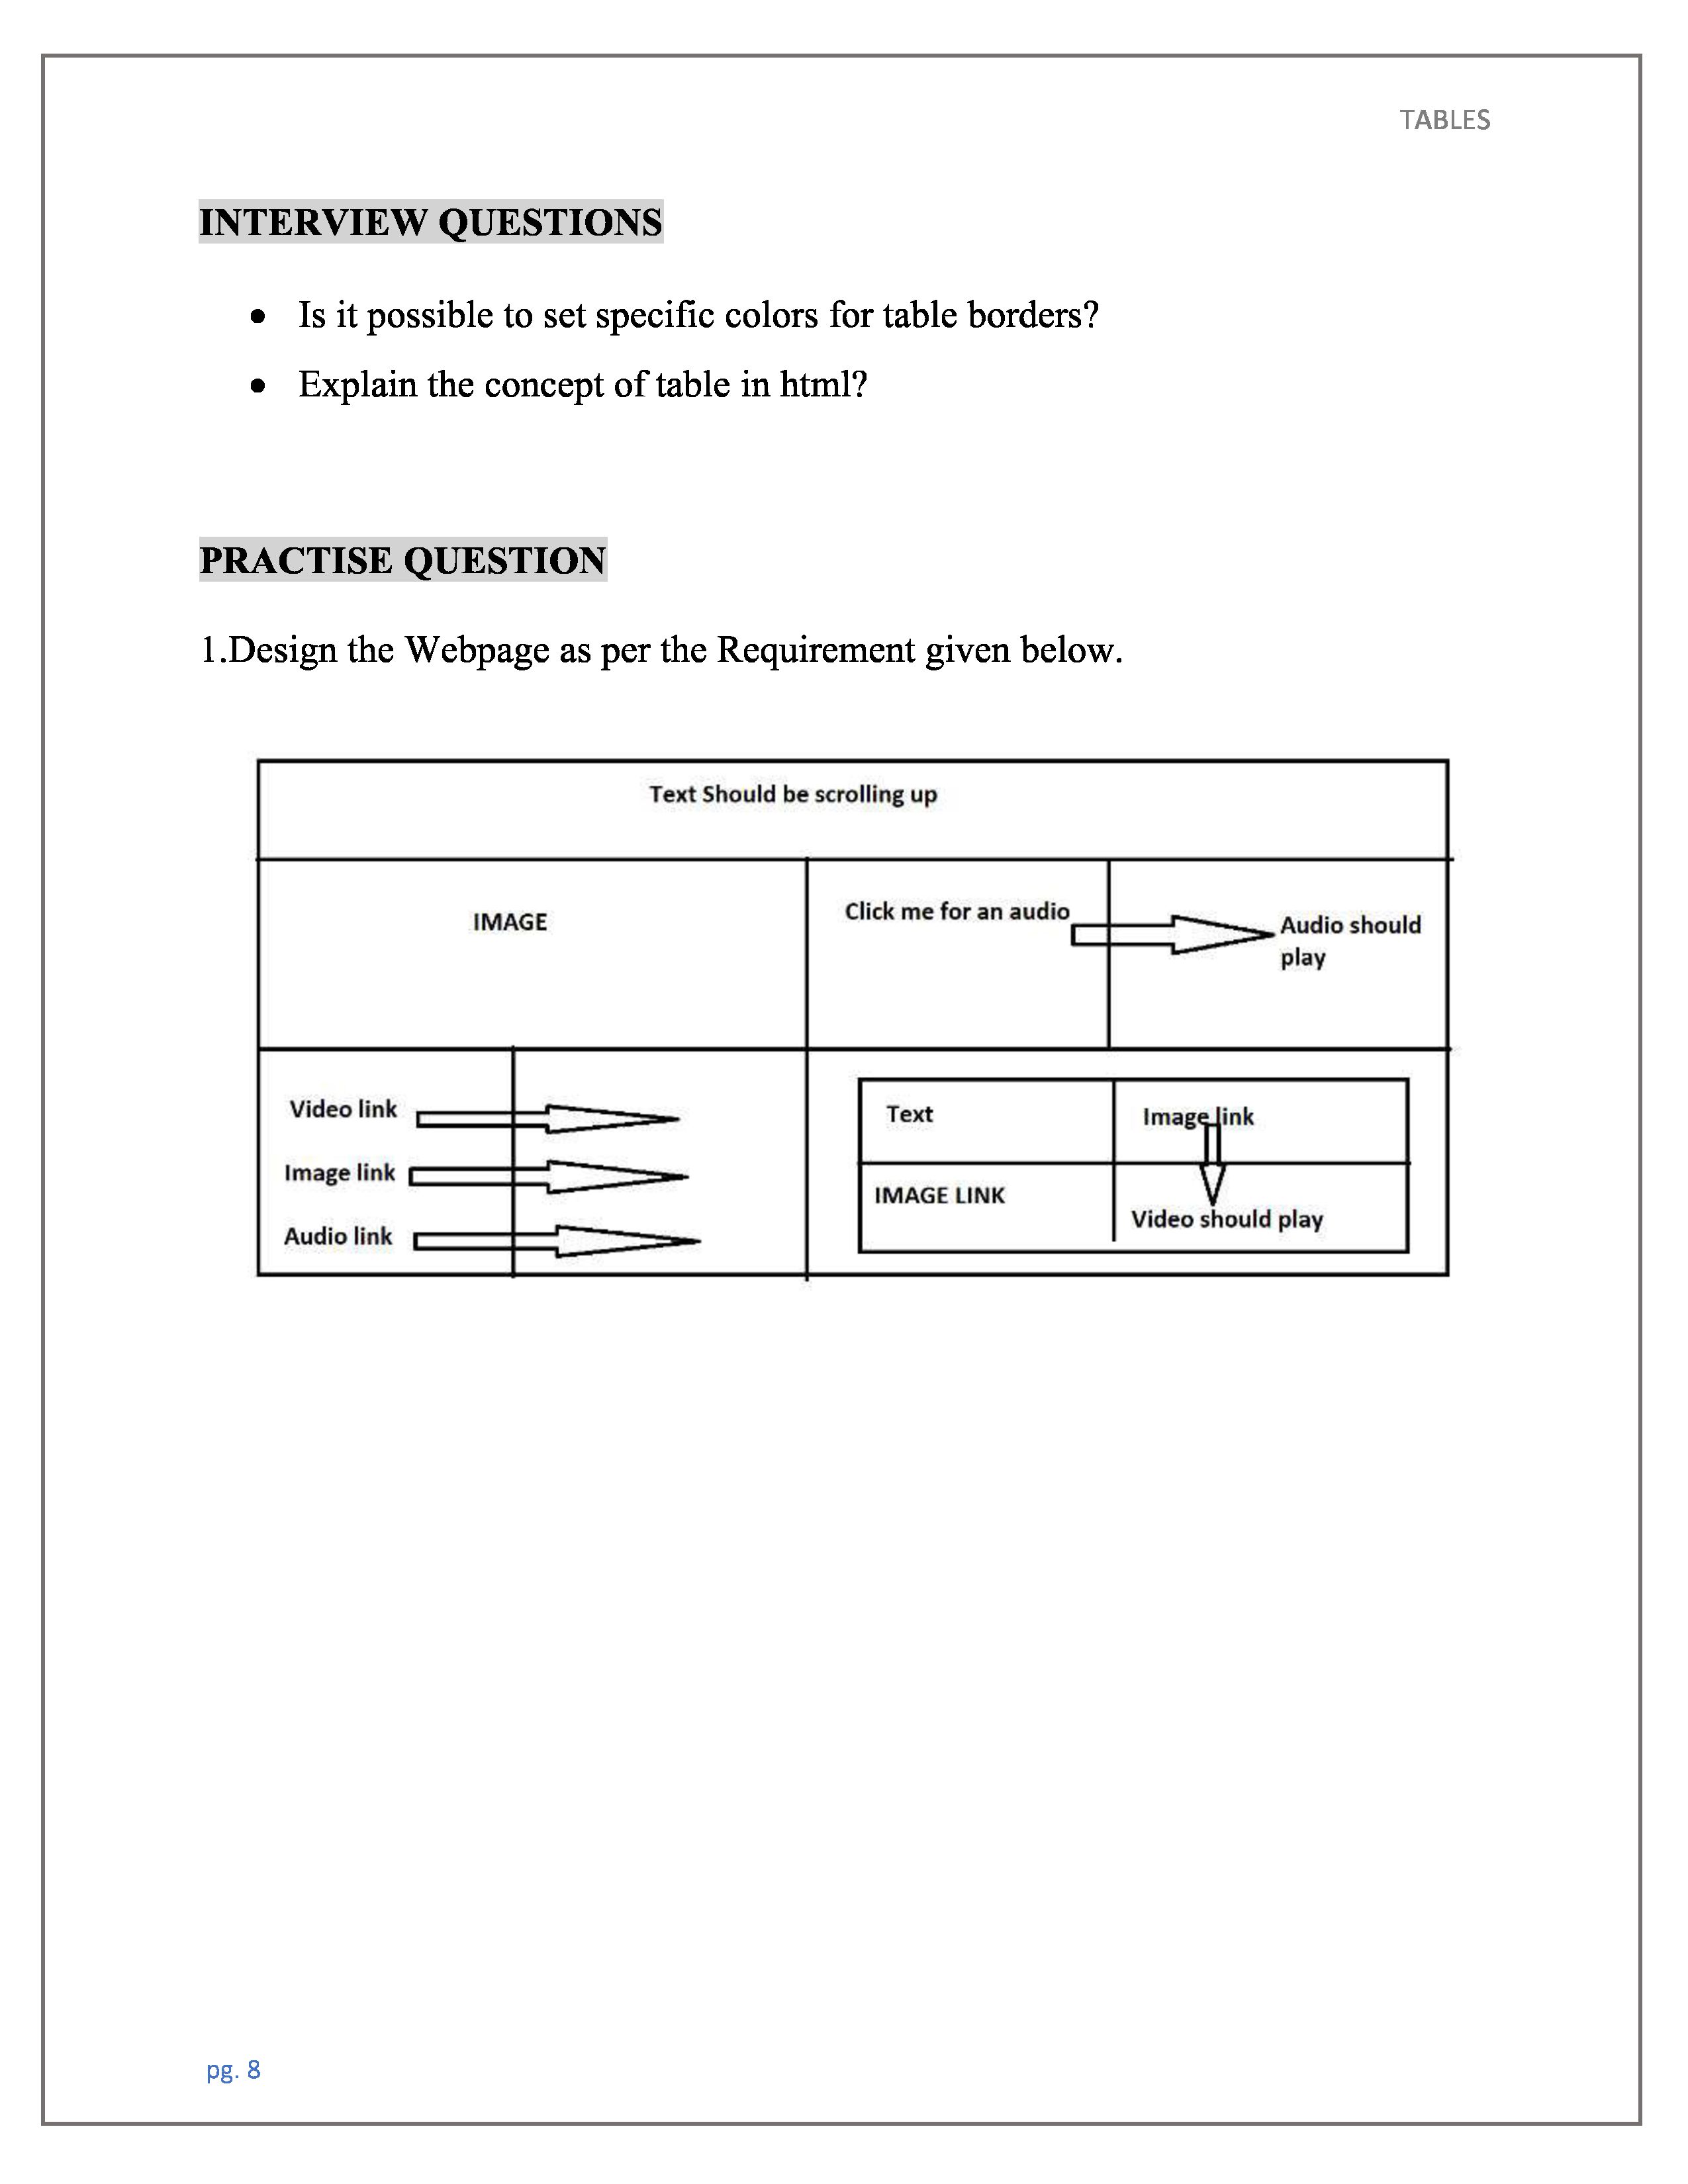 TABLES
INTERVIEW QUESTIONS
• Is it possible to set specific colors for table borders?
• Explain the concept of table in html?
PRACTISE QUESTION
1.Design the Webpage as per the Requirement given below.
Text Should be scrolling up
IMAGE
Click me for an audio
Audio should
play
Video link
Image link
Audio link
Text
Image link
IMAGE LINK
Video should play
pg. 8